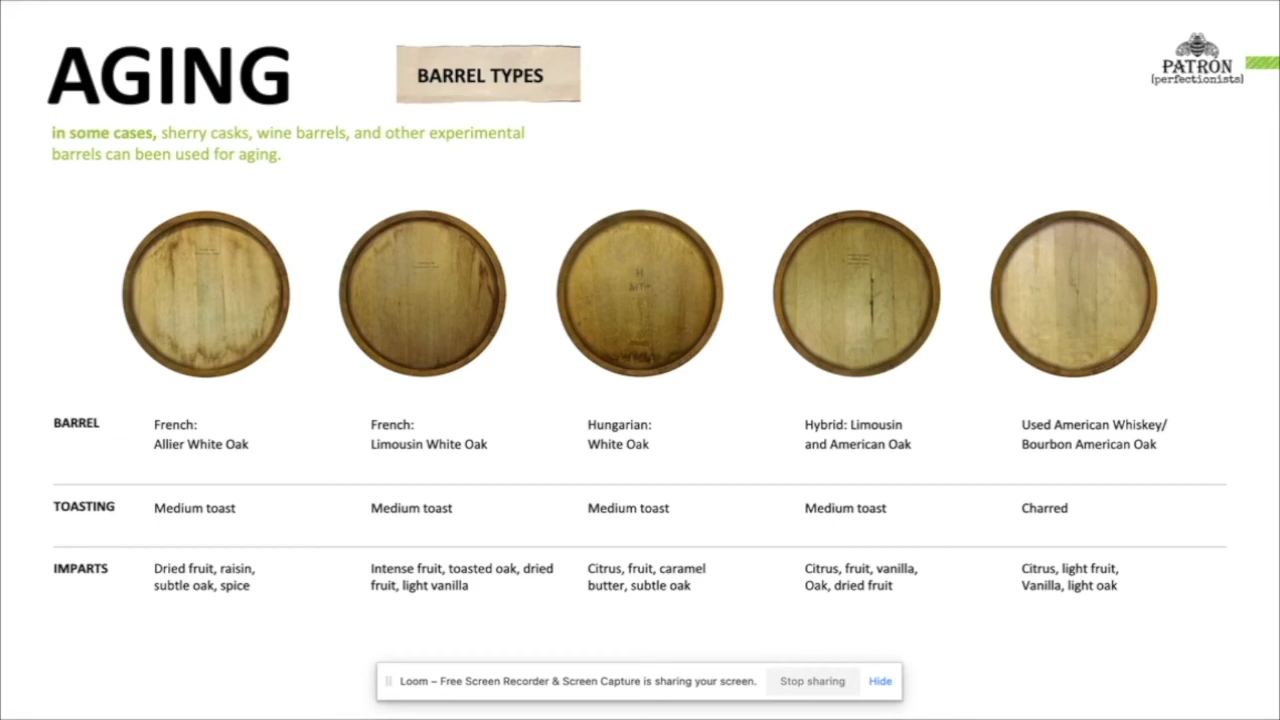 AGING
BARREL TYPES
PATRÓN
(perfectionists)
in some cases, sherry casks, wine barrels, and other experimental
barrels can been used for aging.
BARREL
French:
Allier White Oak
French:
Limousin White Oak
Hungarian:
White Oak
Hybrid: Limousin
and American Oak
Used American Whiskey/
Bourbon American Oak
TOASTING
Medium toast
Medium toast
Medium toast
Medium toast
Charred
IMPARTS
Dried fruit, raisin,
subtle oak, spice
Intense fruit, toasted oak, dried
fruit, light vanilla
Citrus, fruit, caramel
butter, subtle oak
Citrus, fruit, vanilla,
Oak, dried fruit
Citrus, light fruit,
Vanilla, light oak
Loom – Free Screen Recorder & Screen Capture is sharing your screen.
Stop sharing
Hide